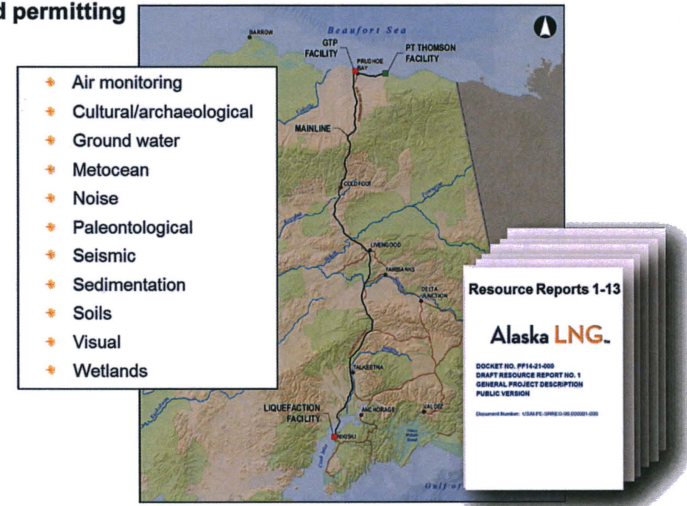 d permitting
Air monitoring
Cultural/archaeological
Ground water
Metocean
Noise
Paleontological
Seismic
Sedimentation
Soils
Visual
Wetlands
BARROW
Beaufort Sea
GTP
FACILITY
PRUDHOE
BAY
PT THOMSON
FACILITY
MAINLINE
COLDFOOT
LIVENGOOD
FAIRBANKS
DELTA
JUNCTION
TALKEETNA
LIQUEFACTION
FACILITY
ANCHORAGE
VALDEZ
NIKISKI
Cook Inlet
Gulf of
Resource Reports 1-13
Alaska LNG™
DOCKET NO. PF14-21-000
DRAFT RESOURCE REPORT NO. 1
GENERAL PROJECT DESCRIPTION
PUBLIC VERSION